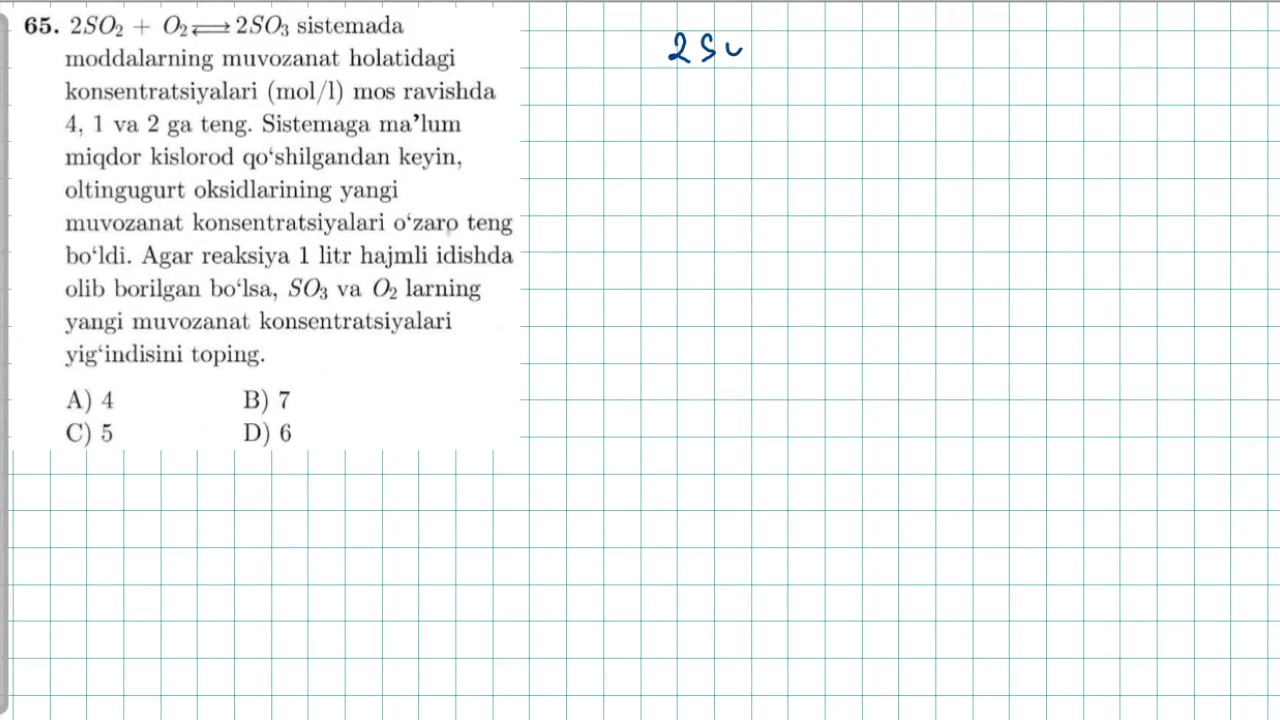 65. 2SO₂ + O₂⇌2SO₃ sistemada
moddalarning muvozanat holatidagi
konsentratsiyalari (mol/l) mos ravishda
4, 1 va 2 ga teng. Sistemaga ma’lum
miqdor kislorod qo‘shilgandan keyin,
oltingugurt oksidlarining yangi
muvozanat konsentratsiyalari o‘zaro teng
bo‘ldi. Agar reaksiya 1 litr hajmli idishda
olib borilgan bo‘lsa, SO₃ va O₂ larning
yangi muvozanat konsentratsiyalari
yig‘indisini toping.
A) 4 B) 7
C) 5 D) 6
2 S